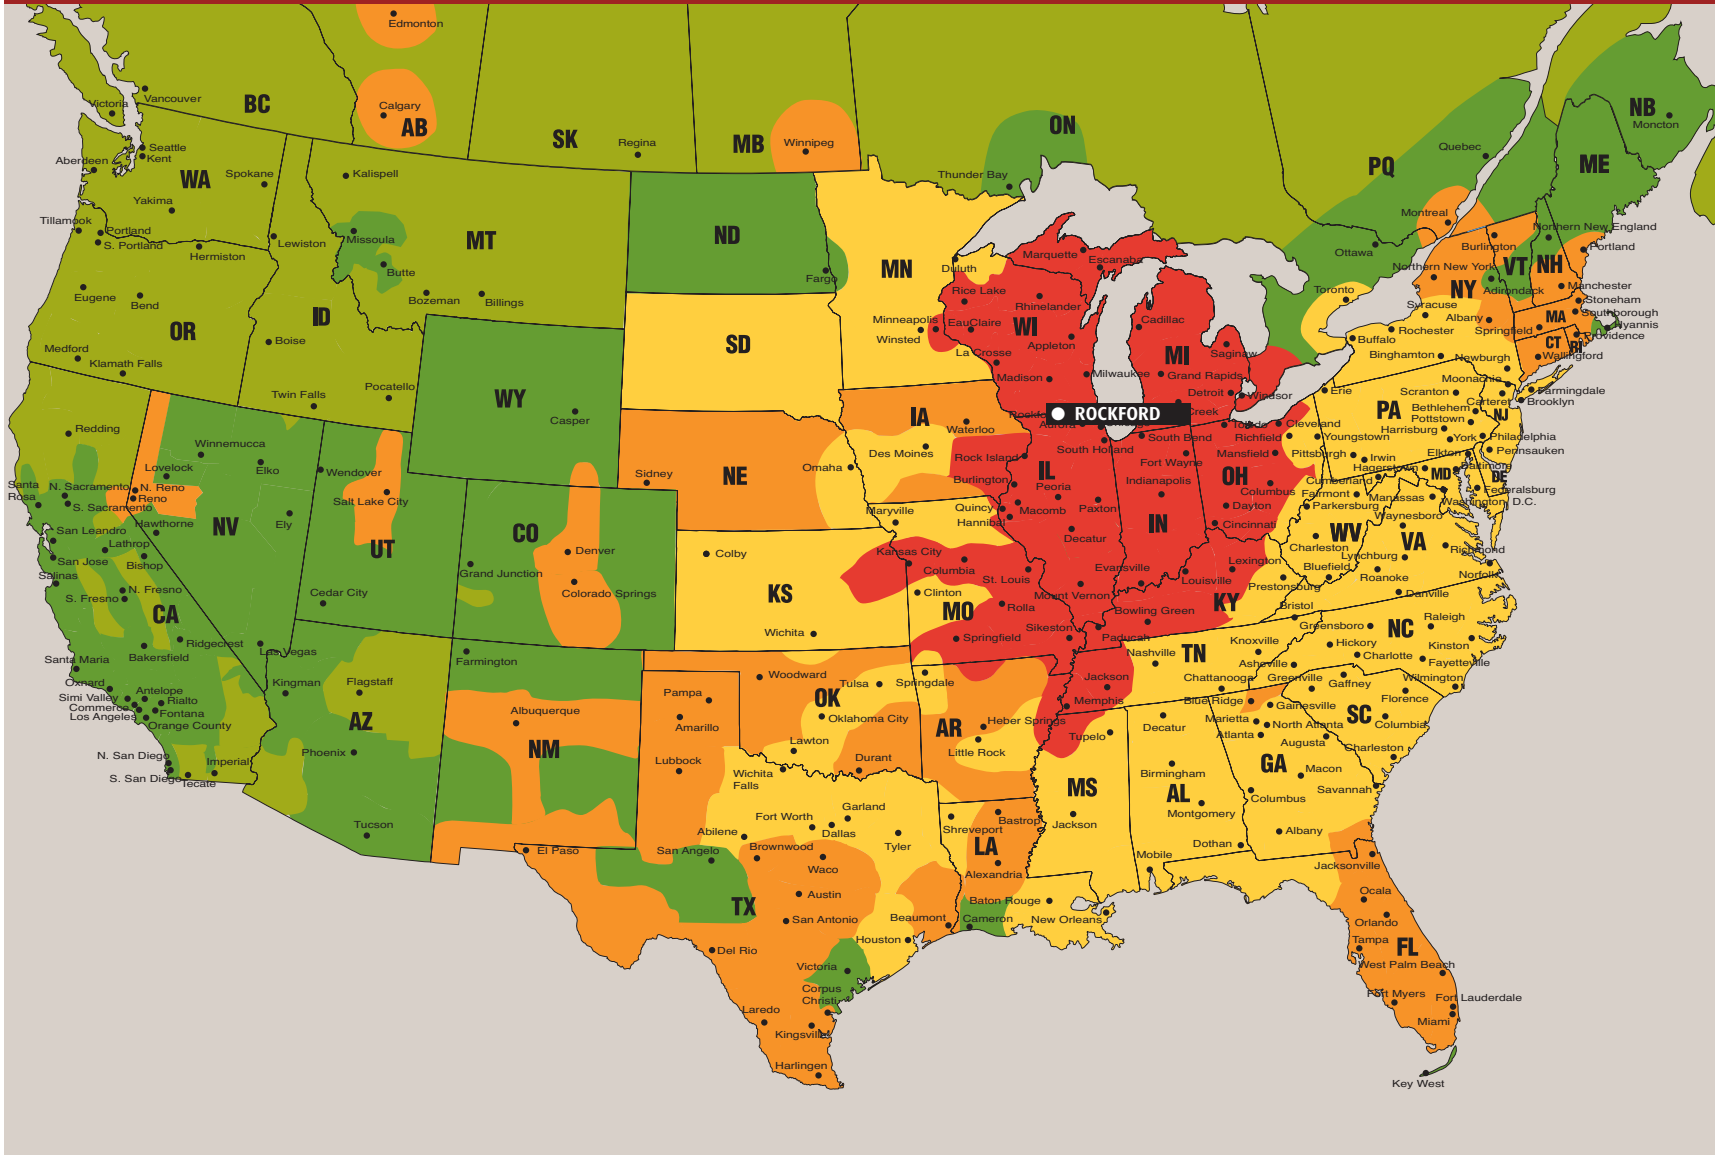 Edmonton
Calgary
AB
Vancouver
Victoria
BC
SK
Regina
MB
Winnipeg
ON
Thunder Bay
PQ
Quebec
Montreal
Ottawa
Toronto
NB
Moncton
ME
Seattle
Kent
Aberdeen
WA
Spokane
Yakima
Kalispell
Tillamook
Portland
S. Portland
Hermiston
Lewiston
Missoula
Butte
MT
Bozeman
Billings
Eugene
Bend
OR
ID
Boise
Medford
Klamath Falls
Twin Falls
Pocatello
ND
Fargo
SD
WY
Casper
MN
Duluth
Minneapolis
Winsted
EauClaire
Rice Lake
Rhinelander
WI
La Crosse
Appleton
Madison
Milwaukee
Marquette
Escanaba
Cadillac
MI
Saginaw
Grand Rapids
Detroit
Windsor
ROCKFORD
Creek
Northern New England
Portland
Burlington
Northern New York
VT
NH
Adirondack
Manchester
Stoneham
Southborough
Hyannis
Providence
NY
Syracuse
Albany
MA
Springfield
CT
RI
Wallingford
Rochester
Buffalo
Binghamton
Newburgh
Moonachie
Farmingdale
Brooklyn
Erie
Scranton
PA
Carteret
NJ
Bethlehem
Pottstown
Harrisburg
York
Philadelphia
Pennsauken
Elkton
Pittsburgh
Irwin
Hagerstown
MD
Baltimore
DE
Cumberland
Federalsburg
Washington D.C.
Manassas
Fairmont
Parkersburg
WV
Waynesboro
VA
Richmond
Charleston
Lynchburg
Bluefield
Roanoke
Norfolk
Danville
Redding
Winnemucca
Lovelock
Elko
Wendover
Santa
Rosa
N. Sacramento
S. Sacramento
N. Reno
Reno
Hawthorne
NV
Ely
Salt Lake City
UT
San Leandro
Lathrop
San Jose
Bishop
Salinas
N. Fresno
S. Fresno
CA
Cedar City
Ridgecrest
Bakersfield
Las Vegas
Santa Maria
Oxnard
Simi Valley
Commerce
Los Angeles
Antelope
Rialto
Fontana
Orange County
N. San Diego
S. San Diego
Tecate
Imperial
CO
Denver
Grand Junction
Colorado Springs
Kingman
Flagstaff
AZ
Phoenix
Tucson
Farmington
Albuquerque
NM
El Paso
Sidney
NE
Omaha
IA
Waterloo
Des Moines
Rock Island
Burlington
IL
Peoria
Macomb
Paxton
Quincy
Hannibal
Decatur
Maryville
Colby
KS
Wichita
Kansas City
Columbia
St. Louis
Clinton
MO
Rolla
Mount Vernon
Sikeston
Springfield
South Holland
South Bend
Fort Wayne
Indianapolis
IN
Evansville
Toledo
Cleveland
Richfield
Youngstown
Mansfield
OH
Columbus
Dayton
Cincinnati
Lexington
Louisville
Prestonsburg
KY
Bowling Green
Paducah
Bristol
Woodward
OK
Tulsa
Springdale
Oklahoma City
Lawton
Durant
Pampa
Amarillo
Lubbock
Wichita
Falls
AR
Heber Springs
Little Rock
Nashville
TN
Knoxville
Jackson
Memphis
Chattanooga
Asheville
Greensboro
NC
Raleigh
Kinston
Hickory
Charlotte
Fayetteville
Greenville
Gaffney
Wilmington
Florence
SC
Columbia
Charleston
Blue Ridge
Gainesville
Marietta
North Atlanta
Atlanta
Augusta
GA
Macon
Columbus
Savannah
Albany
Tupelo
MS
Jackson
Decatur
Birmingham
AL
Montgomery
Dothan
Mobile
Fort Worth
Garland
Dallas
Abilene
Tyler
San Angelo
Brownwood
Waco
TX
Austin
San Antonio
Del Rio
Houston
Beaumont
Victoria
Corpus
Christi
Laredo
Kingsville
Harlingen
Shreveport
Bastrop
LA
Alexandria
Baton Rouge
Cameron
New Orleans
Jacksonville
Ocala
Orlando
Tampa
FL
West Palm Beach
Fort Myers
Fort Lauderdale
Miami
Key West